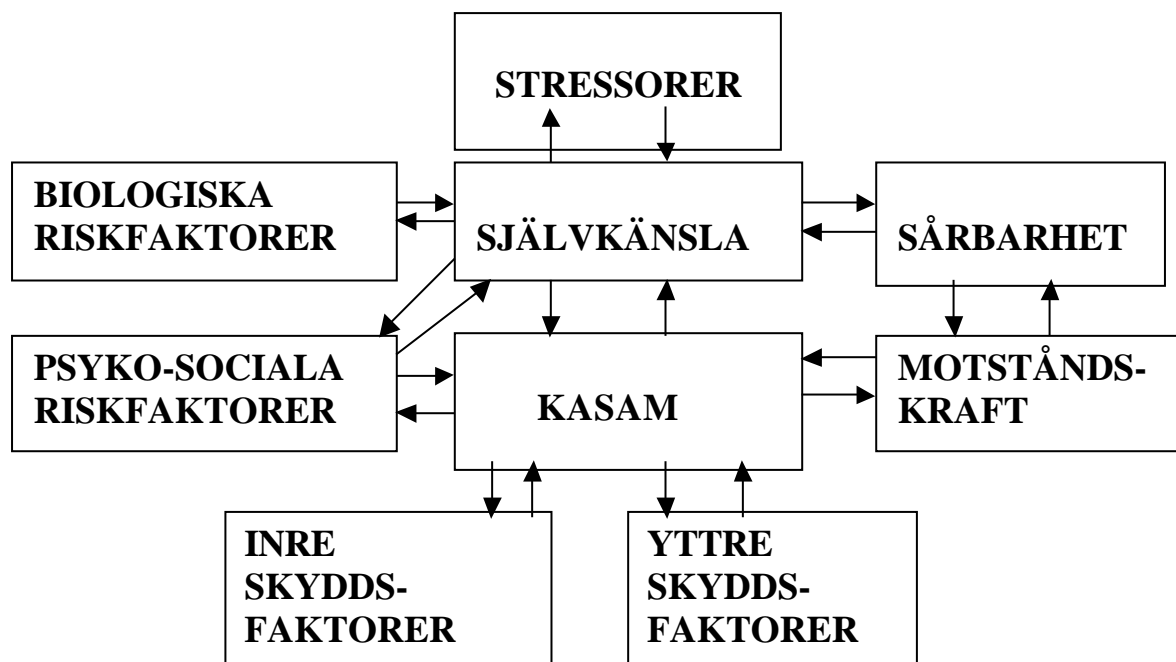 STRESSORER
BIOLOGISKA
RISKFAKTORER
SJÄLVKÄNSLA
SÅRBARHET
PSYKO-SOCIALA
RISKFAKTORER
KASAM
MOTSTÅNDS-
KRAFT
INRE
SKYDDS-
FAKTORER
YTTRE
SKYDDS-
FAKTORER